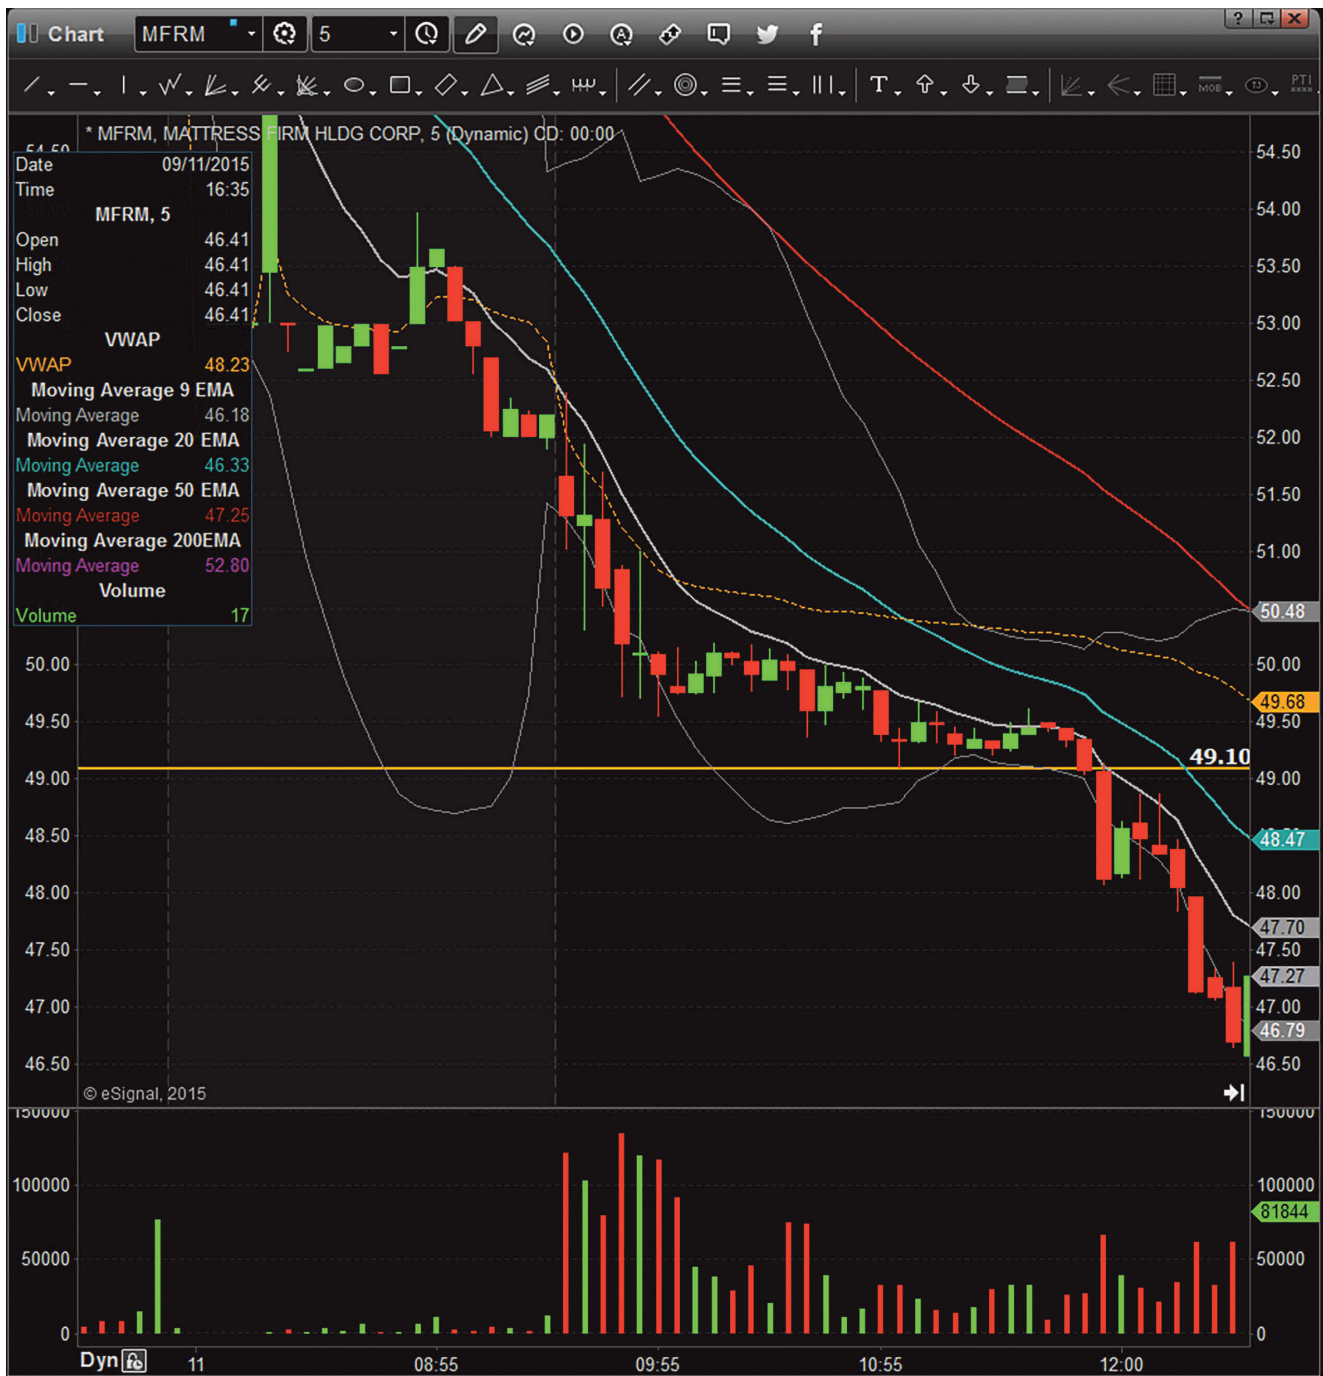 Chart MFRM 5
T MOB TJ PTI
* MFRM, MATTRESS FIRM HLDG CORP, 5 (Dynamic) CD: 00:00
Date 09/11/2015
Time 16:35
MFRM, 5
Open 46.41
High 46.41
Low 46.41
Close 46.41
VWAP
VWAP 48.23
Moving Average 9 EMA
Moving Average 46.18
Moving Average 20 EMA
Moving Average 46.33
Moving Average 50 EMA
Moving Average 47.25
Moving Average 200EMA
Moving Average 52.80
Volume
Volume 17
54.50
50.00
49.50
49.00
48.50
48.00
47.50
47.00
46.50
54.50
54.00
53.50
53.00
52.50
52.00
51.50
51.00
50.48
50.00
49.68
49.50
49.10
49.00
48.47
48.00
47.70
47.50
47.27
47.00
46.79
46.50
© eSignal, 2015
150000
100000
50000
0
150000
100000
81844
50000
0
Dyn 11 08:55 09:55 10:55 12:00